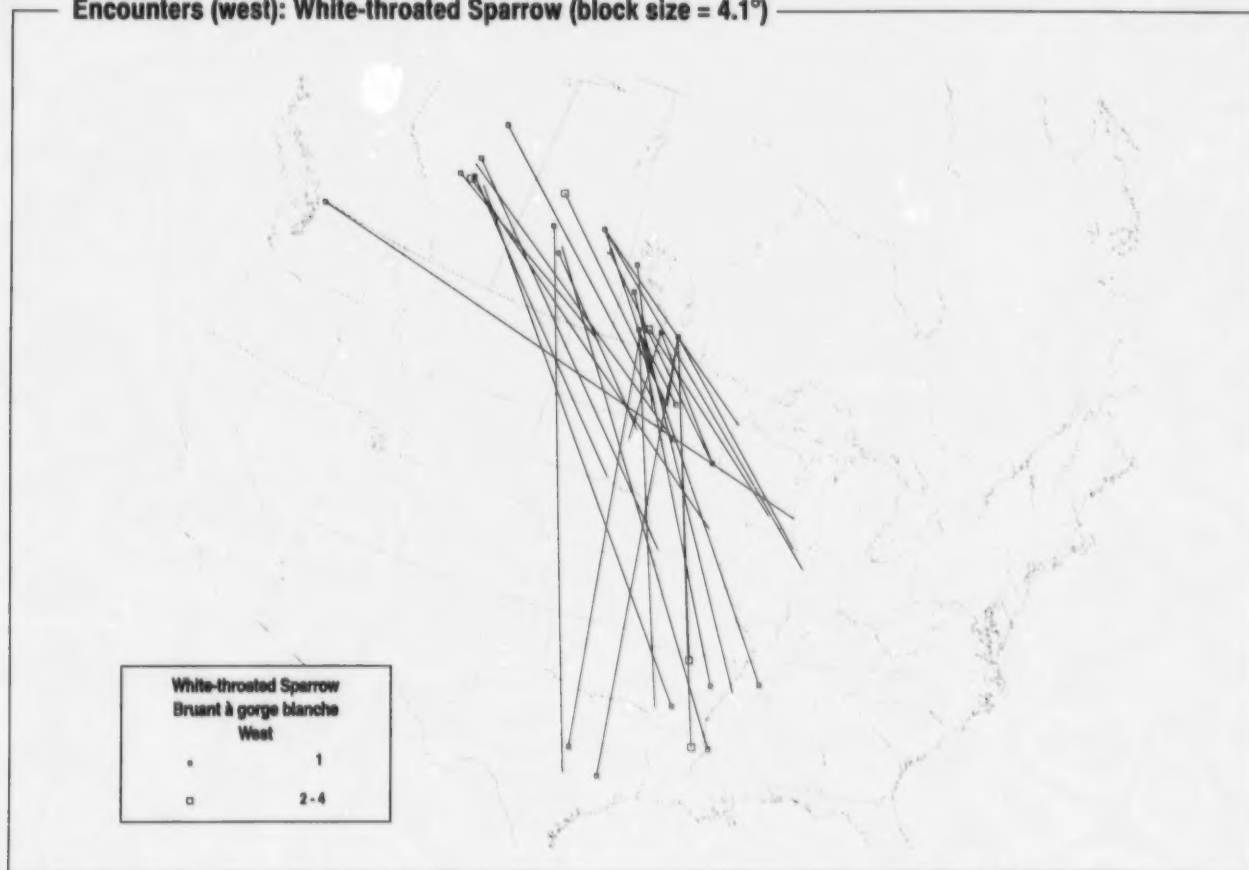 Encounters (west): White-throated Sparrow (block size = 4.1°)
White-throated Sparrow
Bruant à gorge blanche
West
1
2 - 4